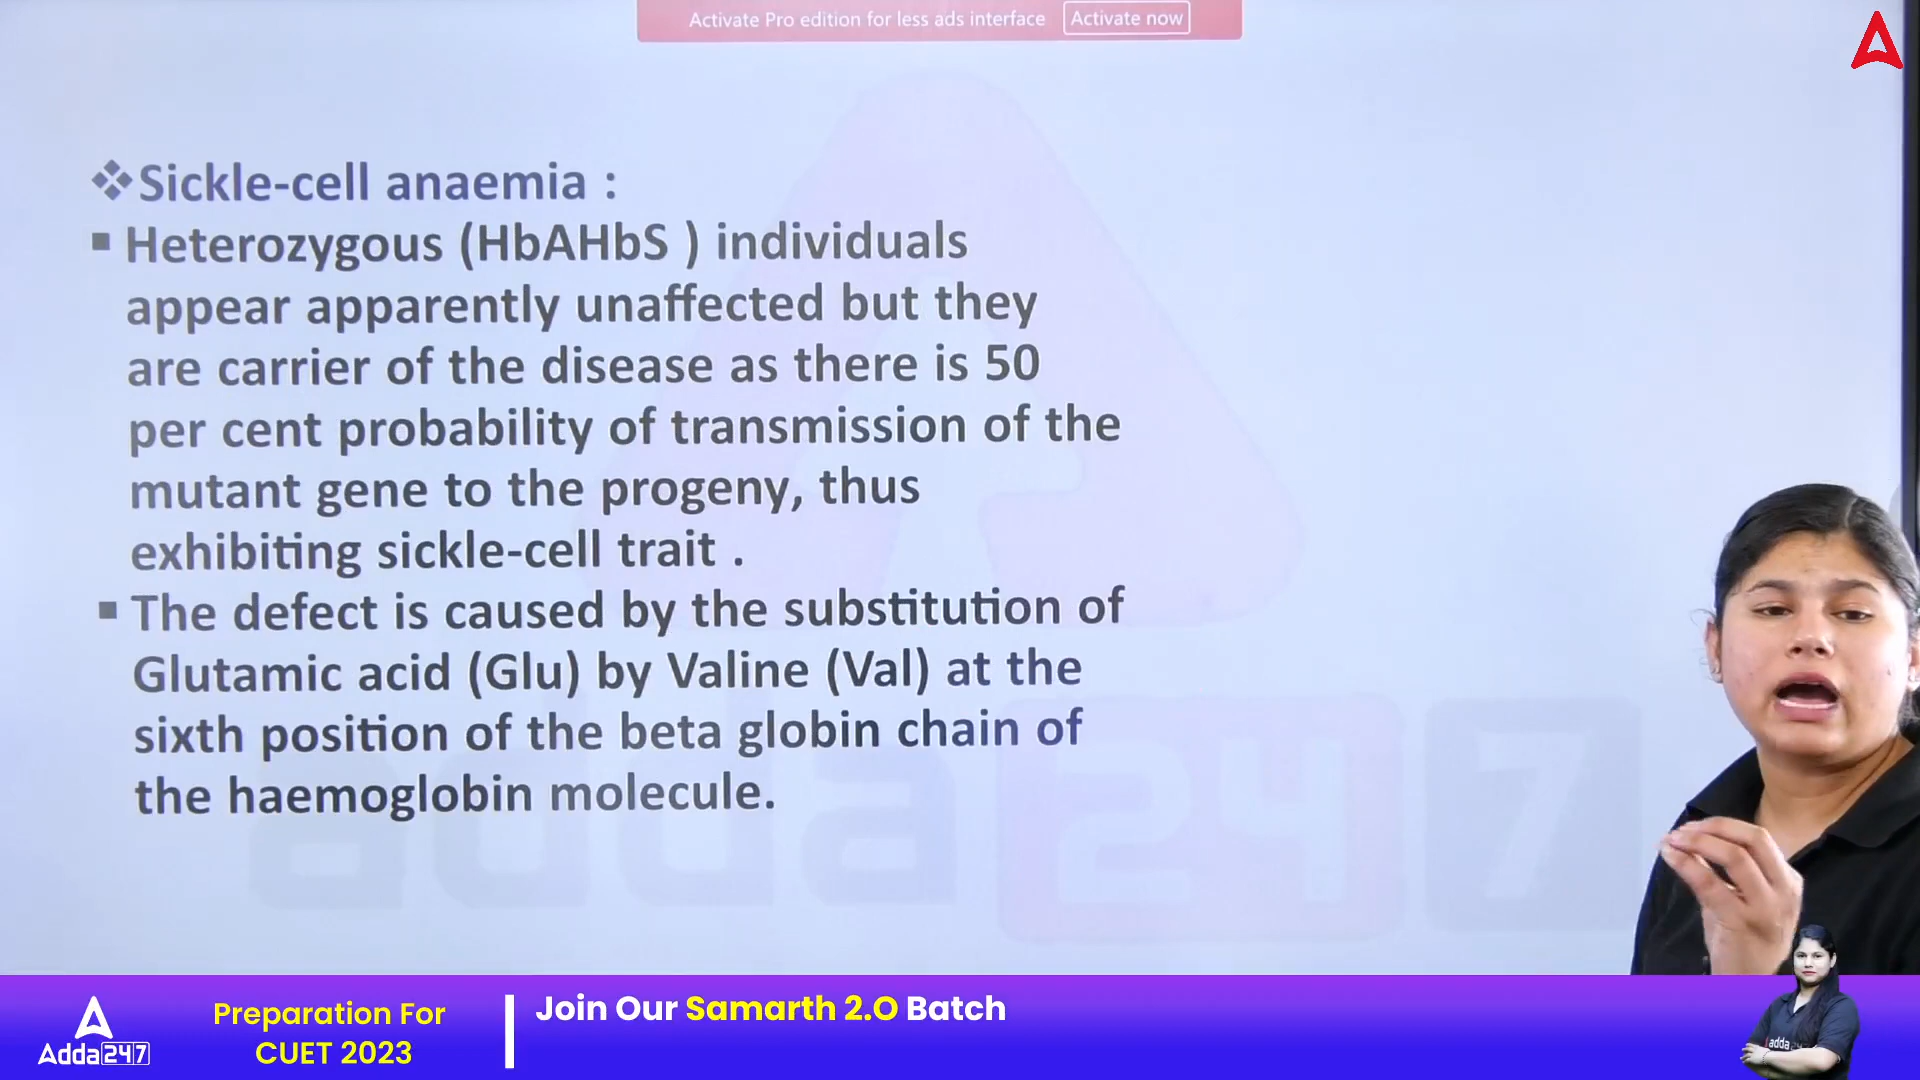 Activate Pro edition for less ads interface Activate now
❖Sickle-cell anaemia :
▪ Heterozygous (HbAHbS ) individuals
appear apparently unaffected but they
are carrier of the disease as there is 50
per cent probability of transmission of the
mutant gene to the progeny, thus
exhibiting sickle-cell trait .
▪ The defect is caused by the substitution of
Glutamic acid (Glu) by Valine (Val) at the
sixth position of the beta globin chain of
the haemoglobin molecule.
adda 24 7
Adda247
Preparation For
CUET 2023
Join Our Samarth 2.O Batch
adda